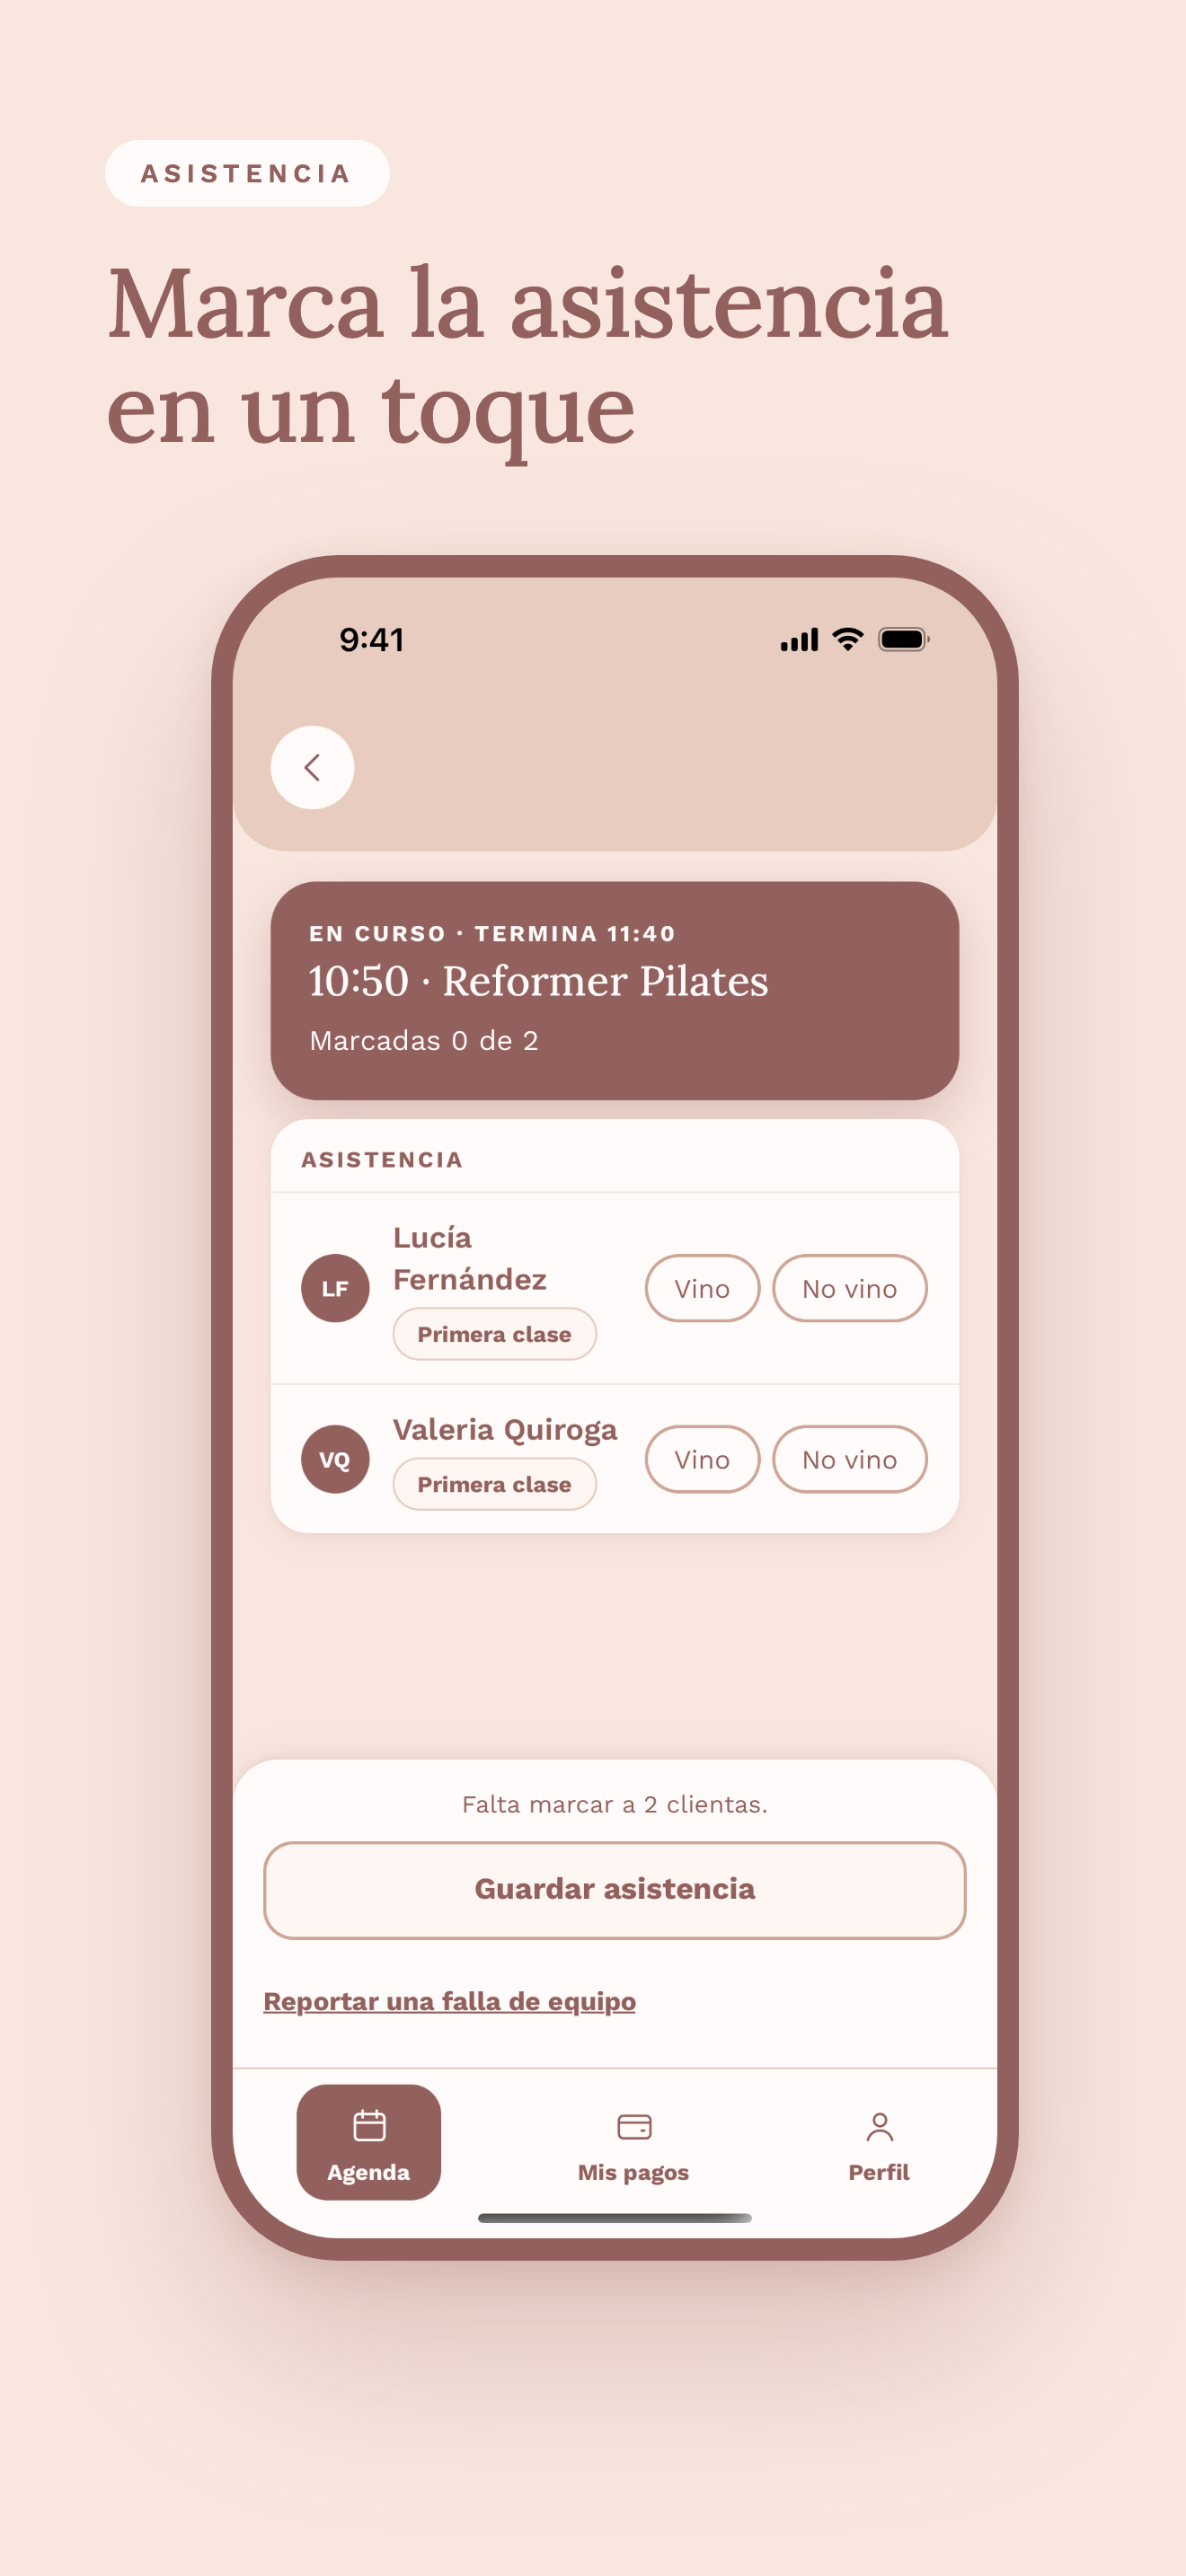 ASISTENCIA
Marca la asistencia
en un toque
9:41
EN CURSO · TERMINA 11:40
10:50 · Reformer Pilates
Marcadas 0 de 2
ASISTENCIA
LF
Lucía
Fernández
Primera clase
Vino
No vino
VQ
Valeria Quiroga
Primera clase
Vino
No vino
Falta marcar a 2 clientas.
Guardar asistencia
Reportar una falla de equipo
Agenda
Mis pagos
Perfil